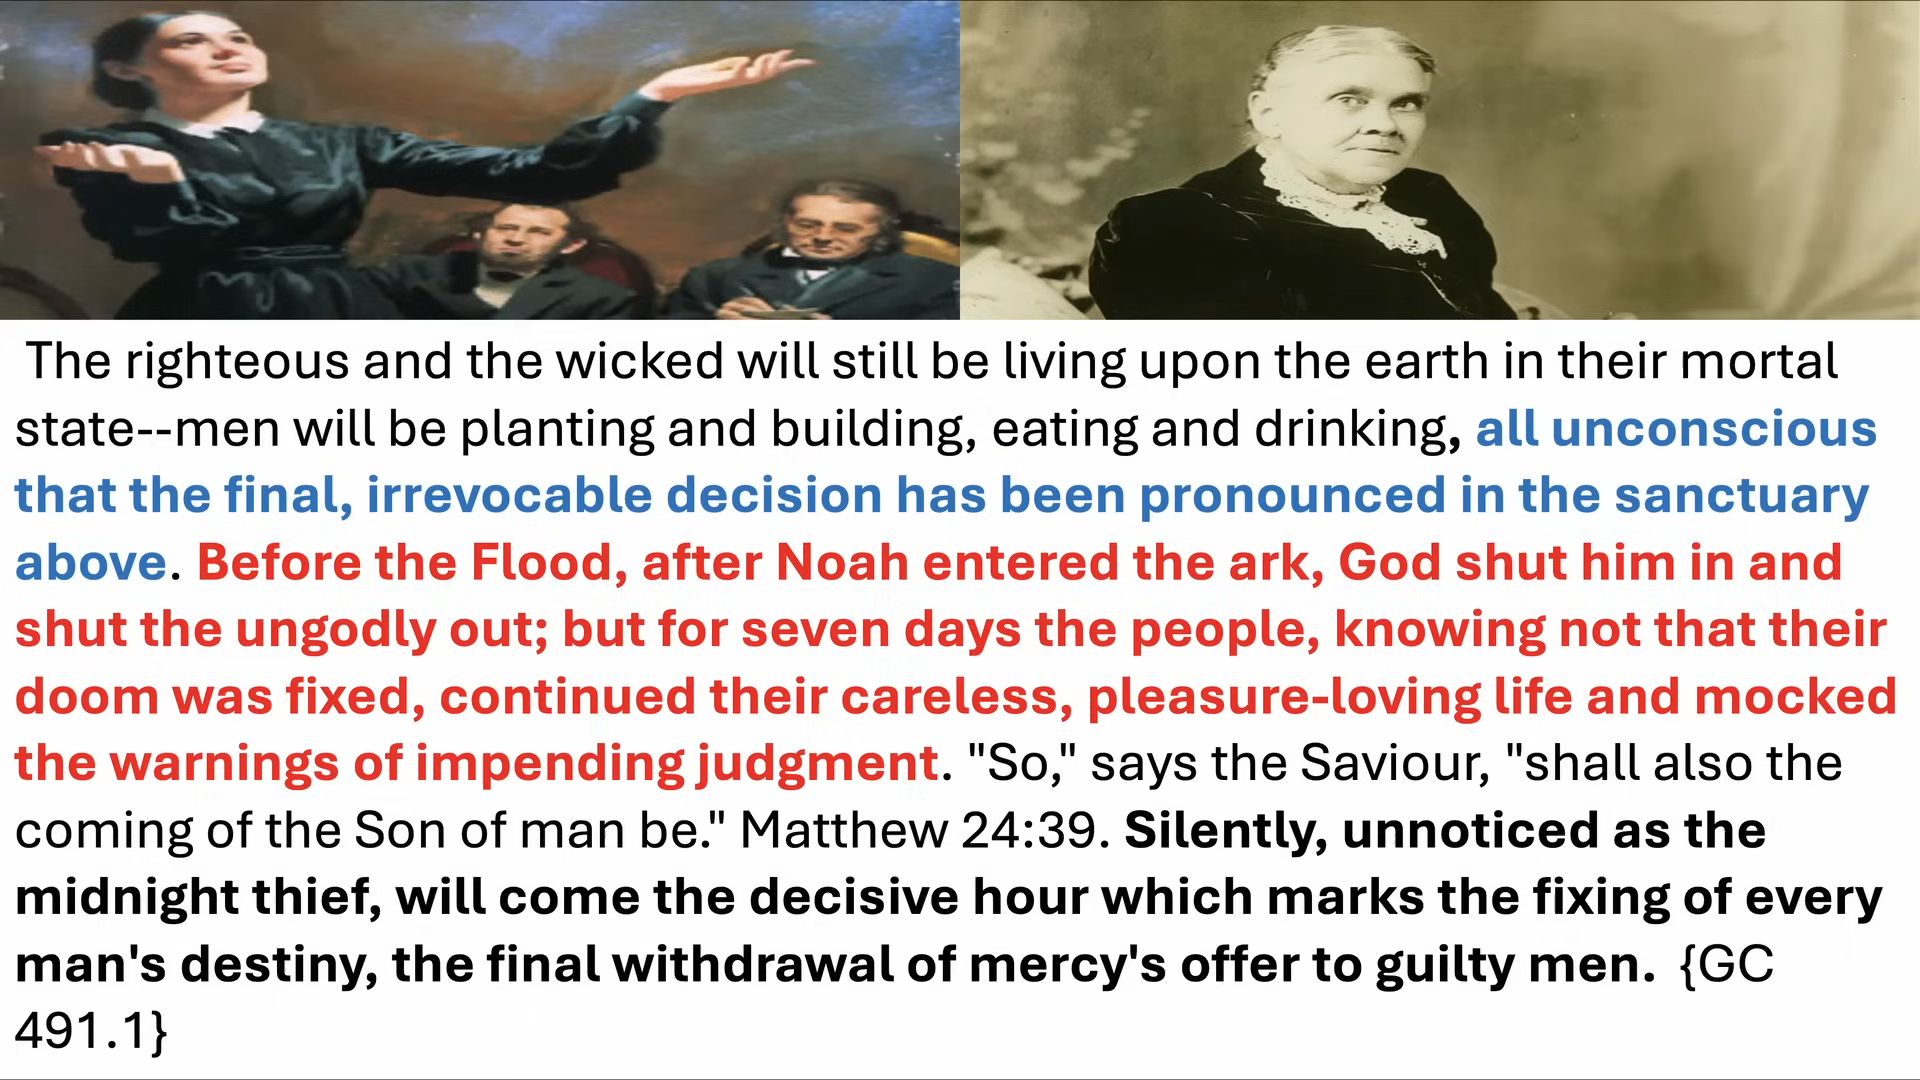 The righteous and the wicked will still be living upon the earth in their mortal
state--men will be planting and building, eating and drinking, all unconscious
that the final, irrevocable decision has been pronounced in the sanctuary
above. Before the Flood, after Noah entered the ark, God shut him in and
shut the ungodly out; but for seven days the people, knowing not that their
doom was fixed, continued their careless, pleasure-loving life and mocked
the warnings of impending judgment. "So," says the Saviour, "shall also the
coming of the Son of man be." Matthew 24:39. Silently, unnoticed as the
midnight thief, will come the decisive hour which marks the fixing of every
man's destiny, the final withdrawal of mercy's offer to guilty men. {GC
491.1}